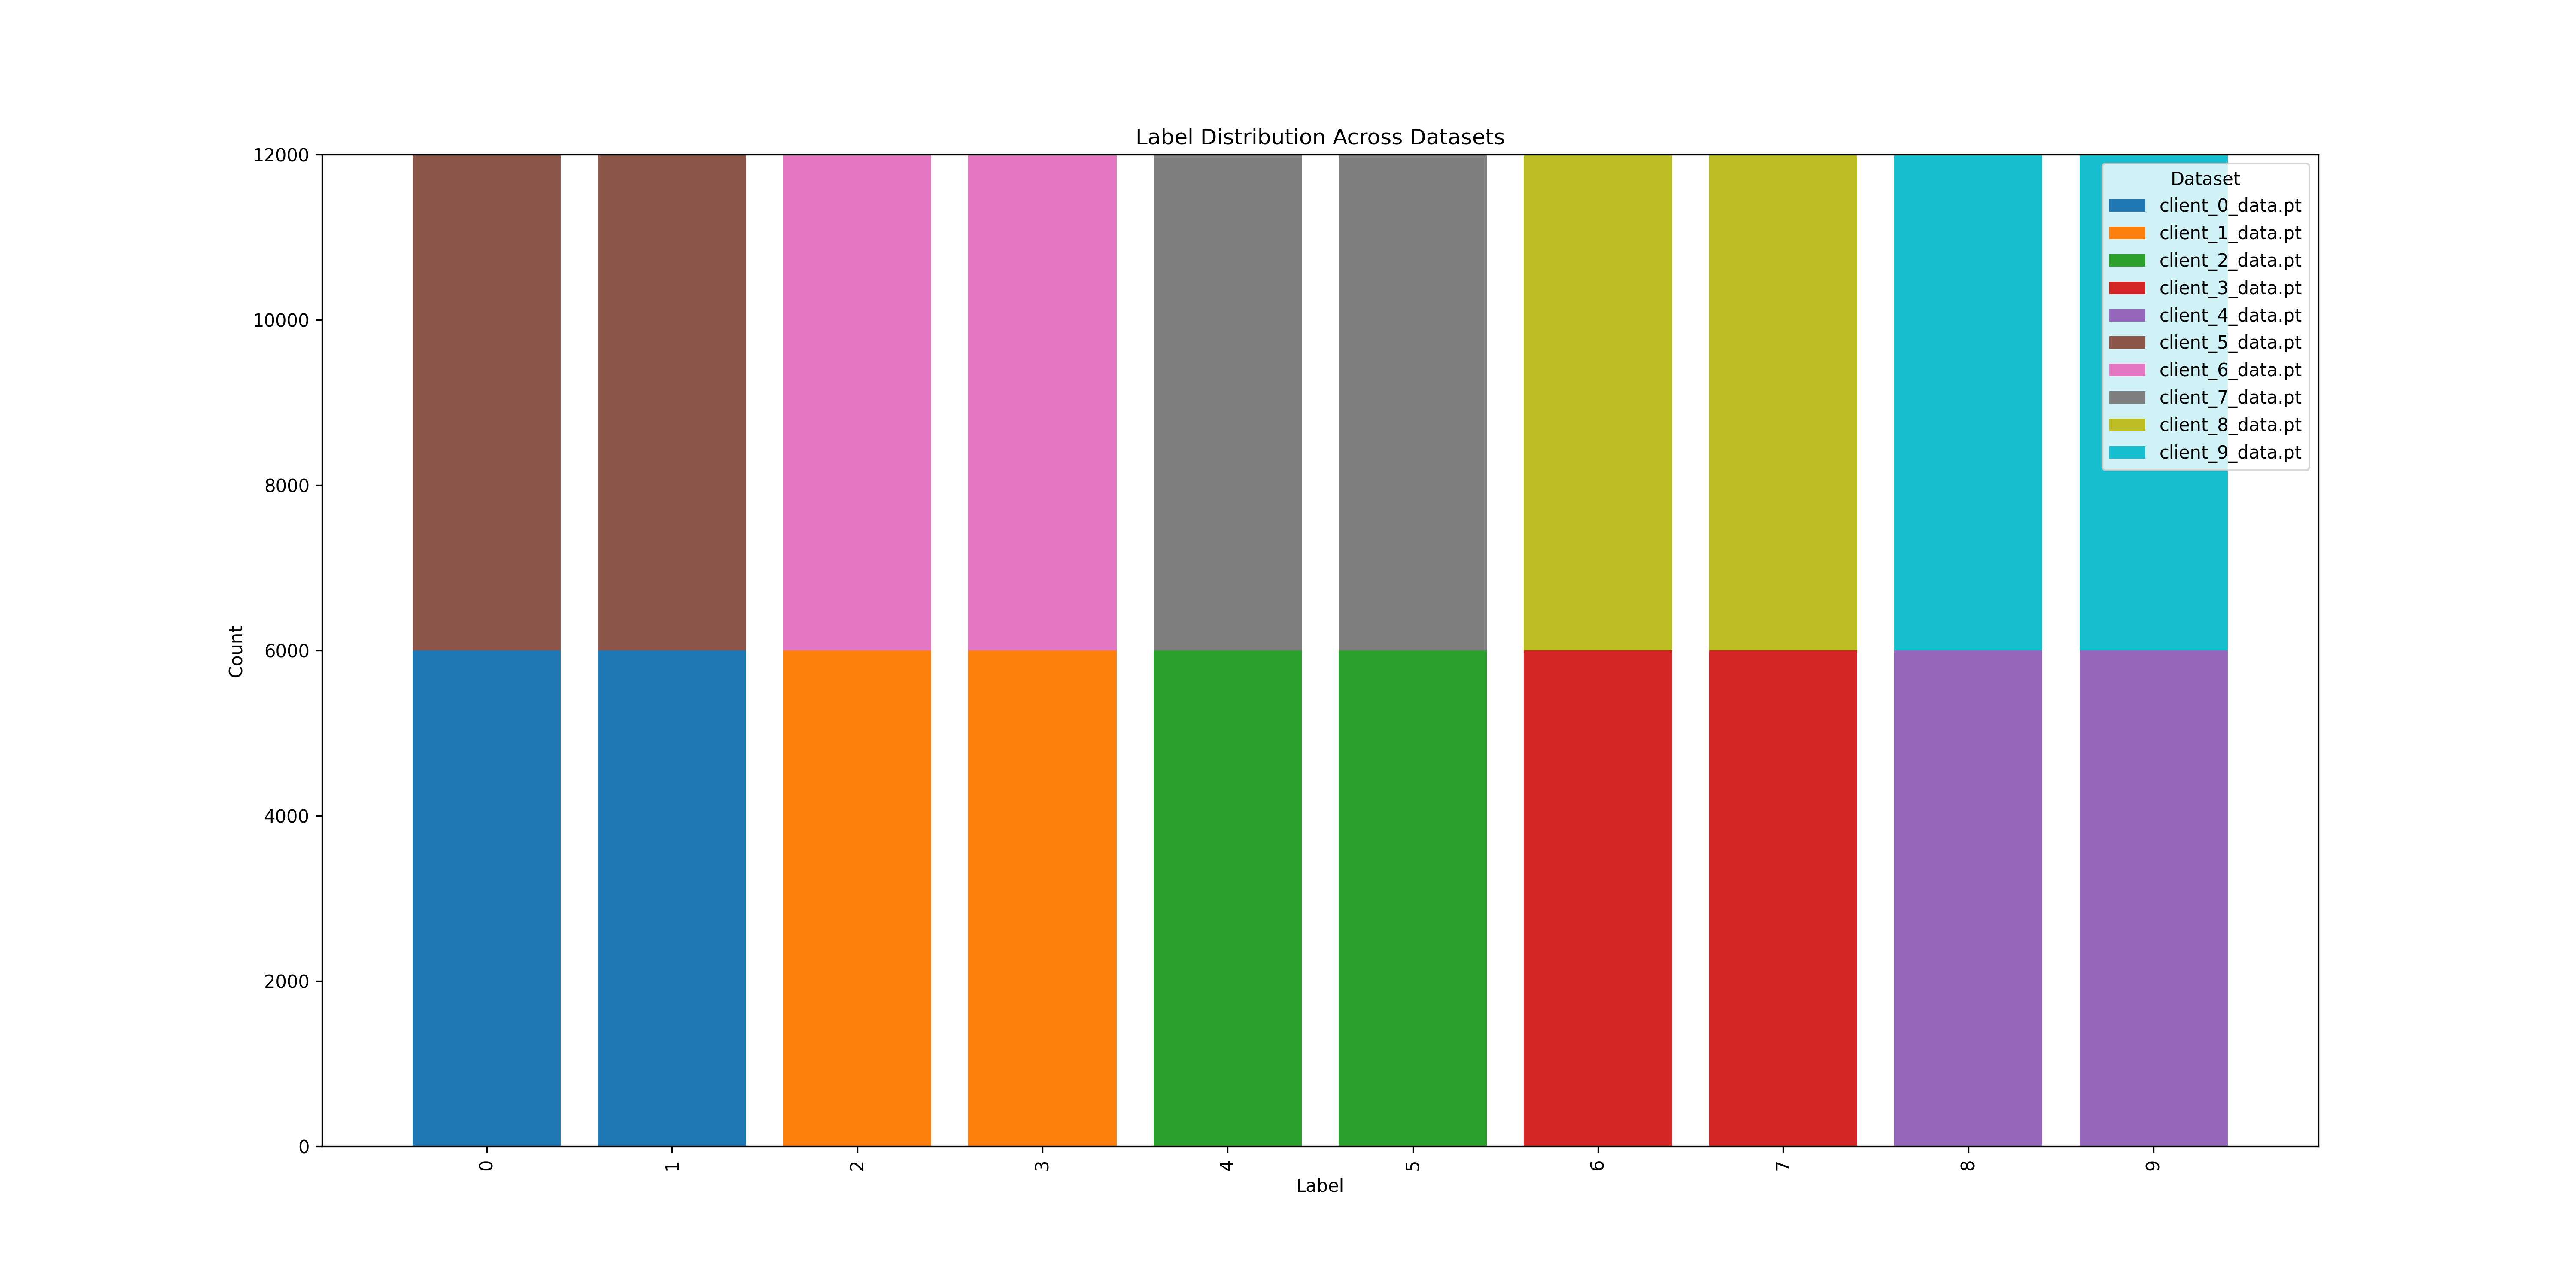 Label Distribution Across Datasets
12000
10000
8000
6000
4000
2000
0
Count
Dataset
client_0_data.pt
client_1_data.pt
client_2_data.pt
client_3_data.pt
client_4_data.pt
client_5_data.pt
client_6_data.pt
client_7_data.pt
client_8_data.pt
client_9_data.pt
0 1 2 3 4 5 6 7 8 9
Label